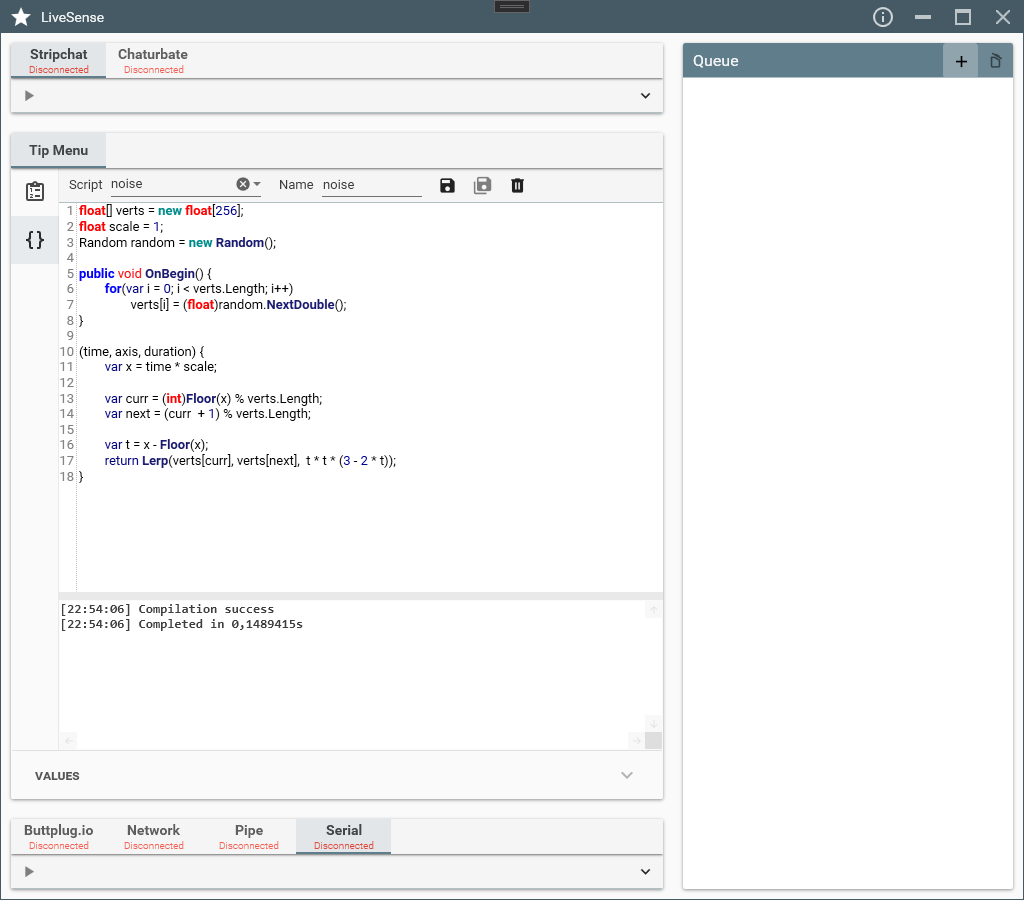 LiveSense
Stripchat
Disconnected
Chaturbate
Disconnected
Queue
Tip Menu
Script noise Name noise
1 float[] verts = new float[256];
2 float scale = 1;
3 Random random = new Random();
4
5 public void OnBegin() {
6 for(var i = 0; i < verts.Length; i++)
7 verts[i] = (float)random.NextDouble();
8 }
9
10 (time, axis, duration) {
11 var x = time * scale;
12
13 var curr = (int)Floor(x) % verts.Length;
14 var next = (curr  + 1) % verts.Length;
15
16 var t = x - Floor(x);
17 return Lerp(verts[curr], verts[next],  t * t * (3 - 2 * t));
18 }
[22:54:06] Compilation success
[22:54:06] Completed in 0,1489415s
VALUES
Buttplug.io
Disconnected
Network
Disconnected
Pipe
Disconnected
Serial
Disconnected